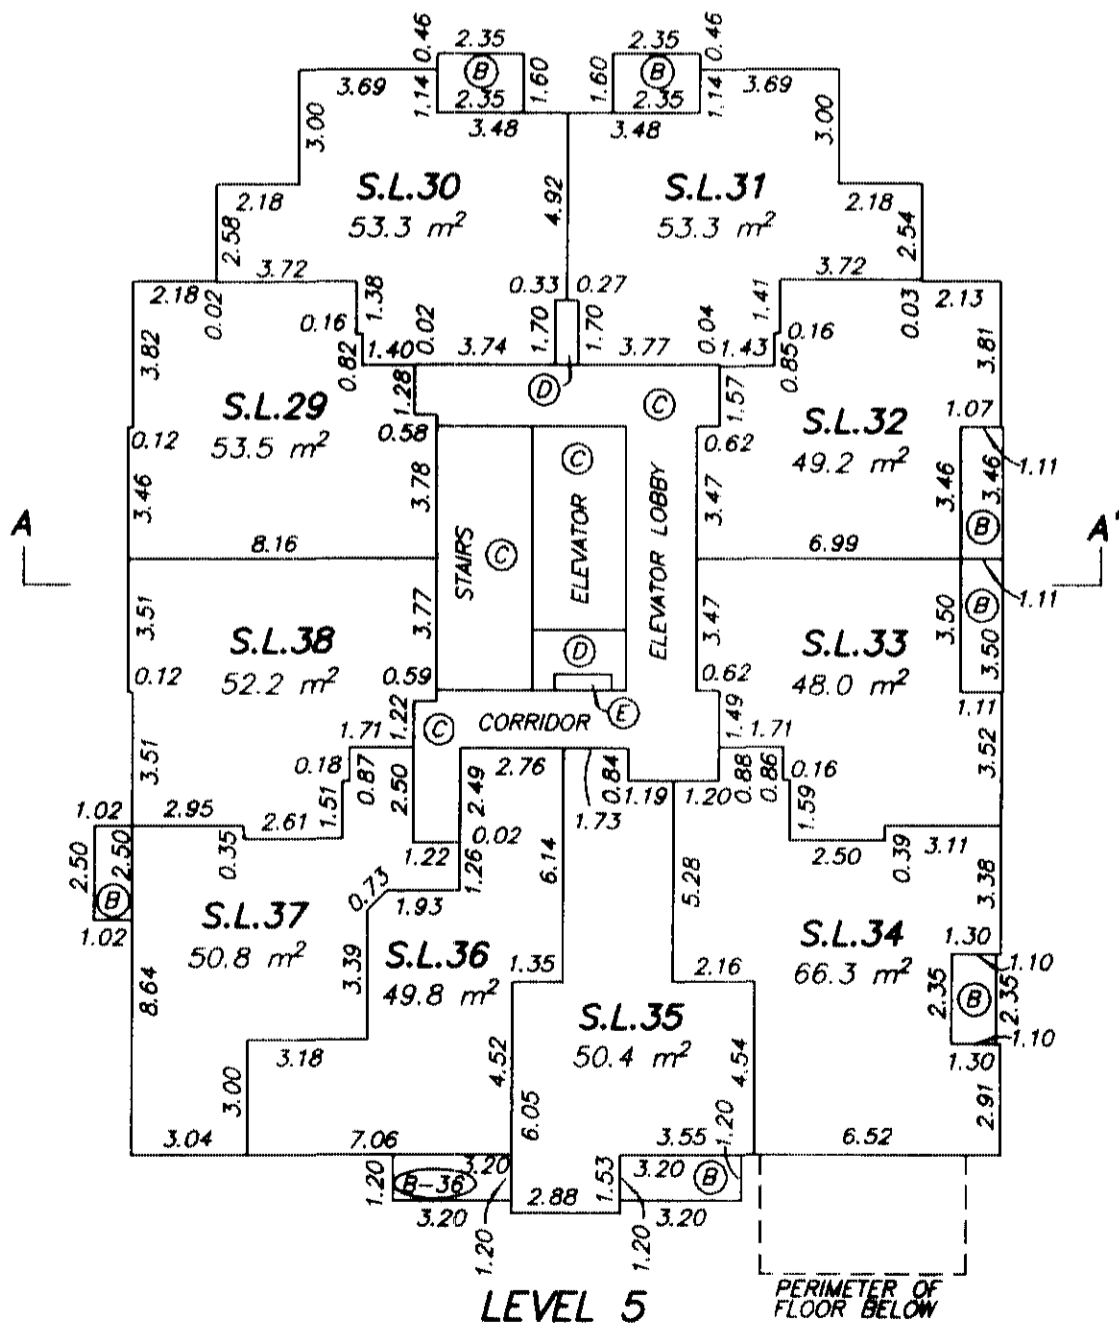 0.46 2.35 2.35 0.46
3.69 1.14 B 1.60 1.60 B 1.14 3.69
2.35 2.35
3.00 3.48 3.48 3.00
S.L.30 S.L.31
53.3 m² 4.92 53.3 m²
2.18 2.18
2.58 2.54
3.72 0.33 0.27 3.72
2.18 0.02 1.38 1.41 0.03 2.13
0.16 0.02 1.70 1.70 0.04 0.16
3.82 0.82 1.40 3.74 3.77 1.43 0.85 3.81
1.28 D C 1.57
S.L.29 S.L.32
53.5 m² 49.2 m²
0.12 0.58 0.62 1.07
3.46 3.78 C 3.47 3.46 3.46 1.11
A A'
8.16 STAIRS C ELEVATOR ELEVATOR LOBBY 6.99 B
1.11
3.51 3.77 3.47 3.50 B
S.L.38 S.L.33
52.2 m² D 48.0 m² 3.50
0.12 0.59 0.62 1.11
1.22 C CORRIDOR E 1.49
3.51 1.71 1.71 3.52
0.18 0.87 2.50 2.76 0.84 0.88 0.86 0.16
1.51 2.49 1.73 1.19 1.20 1.59
1.02 2.95 2.61 0.02 2.50 3.11
2.50 2.50 0.35 1.22 1.26 6.14 5.28 0.39 3.38
B 0.73 1.93
1.02 S.L.37 S.L.34
50.8 m² S.L.36 66.3 m²
8.64 3.39 49.8 m² 1.35 2.16 1.30
1.10
2.35 B 2.35
S.L.35
50.4 m² 1.10
3.18 4.52 4.54 1.30
3.00 6.05 2.91
3.04 7.06 3.55 1.20 6.52
1.20 B-36 3.20 1.53 3.20 B
3.20 2.88 3.20
1.20 1.20
LEVEL 5
PERIMETER OF
FLOOR BELOW